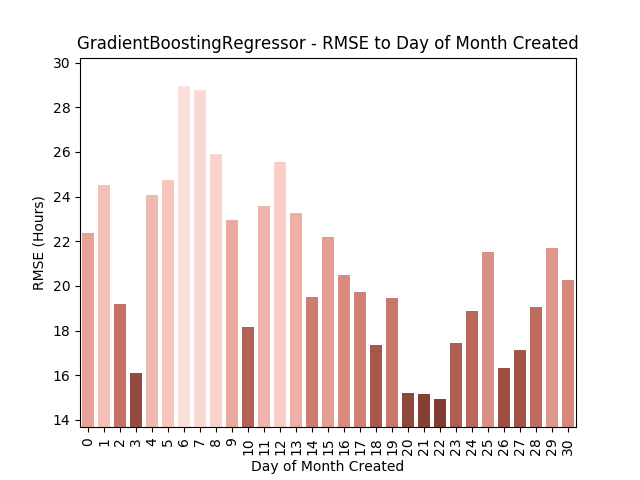 GradientBoostingRegressor - RMSE to Day of Month Created
30
28
26
24
22
20
18
16
14
RMSE (Hours)
0 1 2 3 4 5 6 7 8 9 10 11 12 13 14 15 16 17 18 19 20 21 22 23 24 25 26 27 28 29 30
Day of Month Created